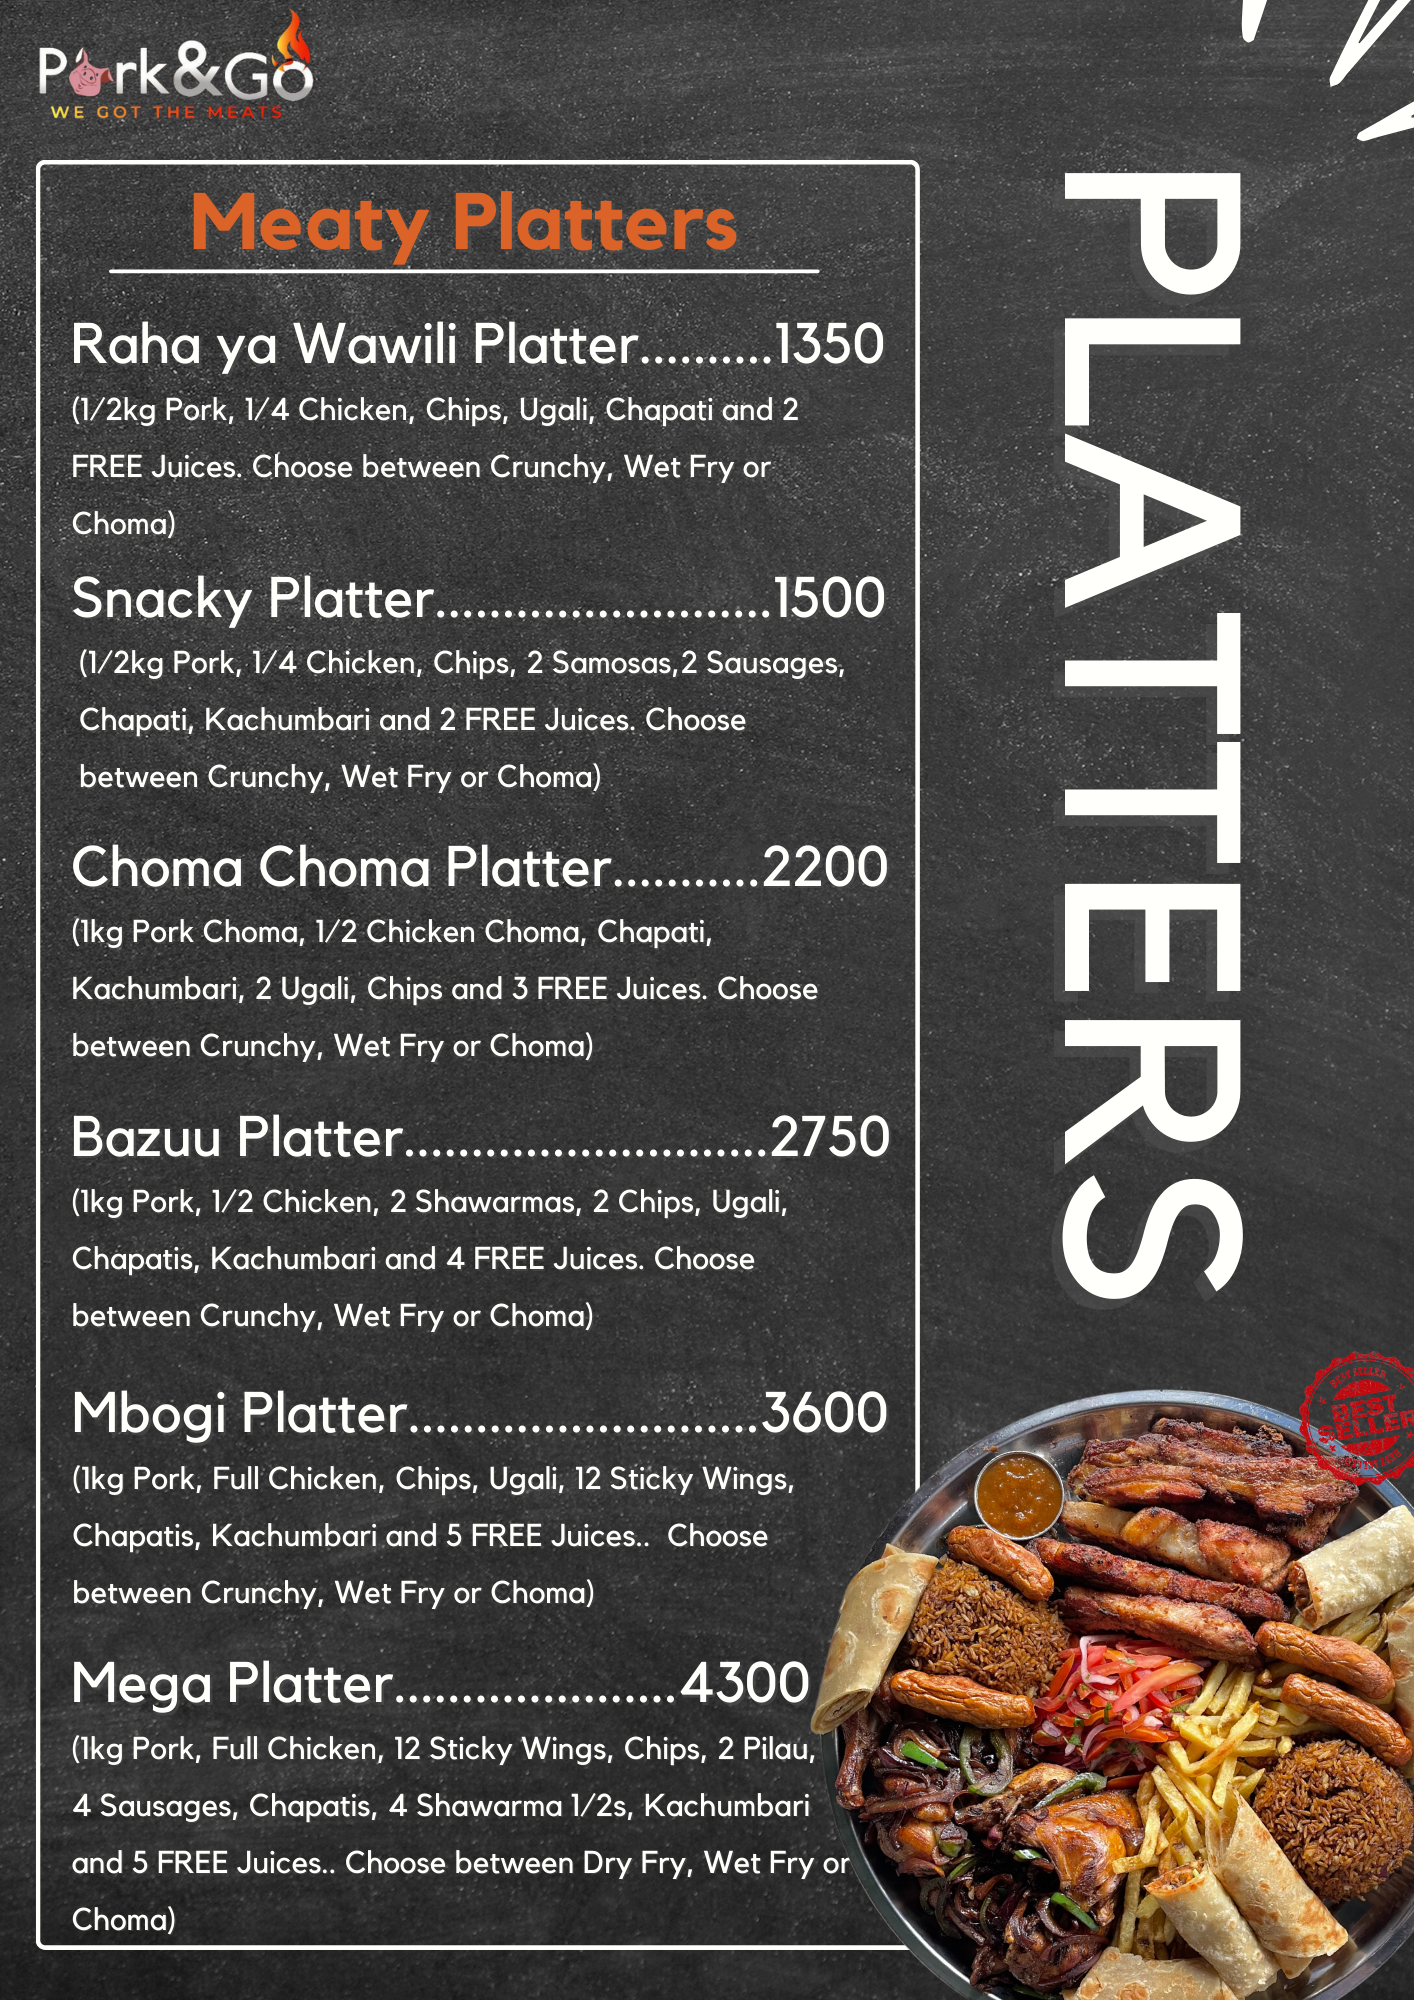 Pork&Go
WE GOT THE MEATS
Meaty Platters
Raha ya Wawili Platter..........1350
(1/2kg Pork, 1/4 Chicken, Chips, Ugali, Chapati and 2
FREE Juices. Choose between Crunchy, Wet Fry or
Choma)
Snacky Platter.........................1500
(1/2kg Pork, 1/4 Chicken, Chips, 2 Samosas,2 Sausages,
Chapati, Kachumbari and 2 FREE Juices. Choose
between Crunchy, Wet Fry or Choma)
Choma Choma Platter...........2200
(1kg Pork Choma, 1/2 Chicken Choma, Chapati,
Kachumbari, 2 Ugali, Chips and 3 FREE Juices. Choose
between Crunchy, Wet Fry or Choma)
Bazuu Platter...........................2750
(1kg Pork, 1/2 Chicken, 2 Shawarmas, 2 Chips, Ugali,
Chapatis, Kachumbari and 4 FREE Juices. Choose
between Crunchy, Wet Fry or Choma)
Mbogi Platter..........................3600
(1kg Pork, Full Chicken, Chips, Ugali, 12 Sticky Wings,
Chapatis, Kachumbari and 5 FREE Juices..  Choose
between Crunchy, Wet Fry or Choma)
Mega Platter.....................4300
(1kg Pork, Full Chicken, 12 Sticky Wings, Chips, 2 Pilau,
4 Sausages, Chapatis, 4 Shawarma 1/2s, Kachumbari
and 5 FREE Juices.. Choose between Dry Fry, Wet Fry or
Choma)
PLATTERS
BEST SELLER
BEST
SELLER